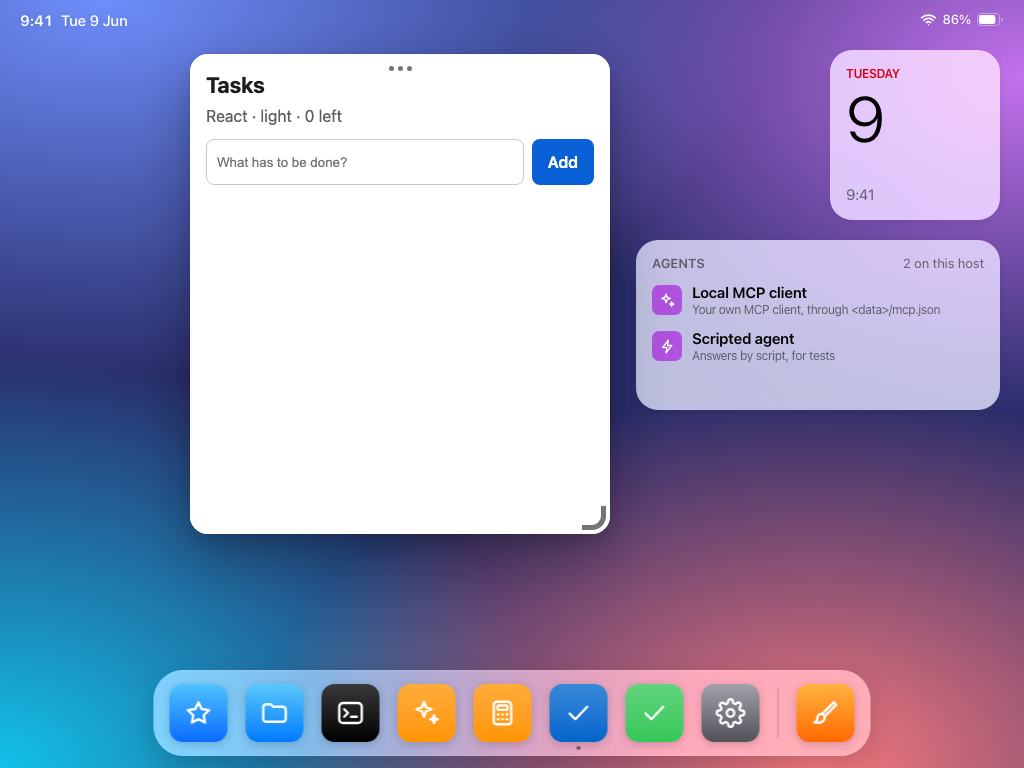 9:41 Tue 9 Jun
86%
Tasks
React · light · 0 left
What has to be done?
Add
TUESDAY
9
9:41
AGENTS
2 on this host
Local MCP client
Your own MCP client, through <data>/mcp.json
Scripted agent
Answers by script, for tests